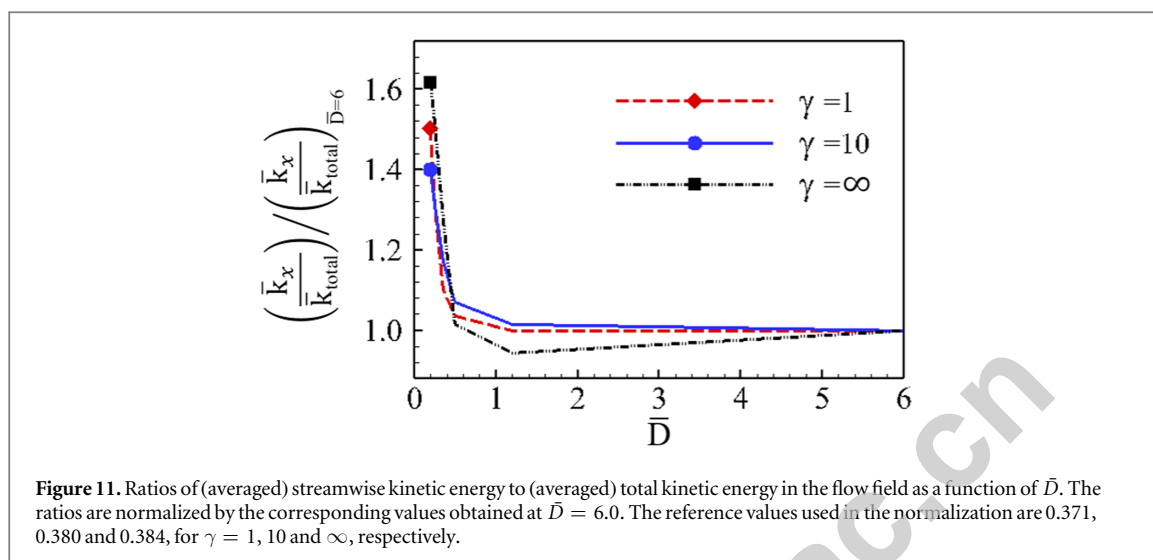 1.6
1.4
1.2
1.0
0 1 2 3 4 5 6
D̄
(k̄x / k̄total) / (k̄x / k̄total)D̄=6
γ =1
γ =10
γ =∞
ac.cn
Figure 11. Ratios of (averaged) streamwise kinetic energy to (averaged) total kinetic energy in the flow field as a function of D̄. The
ratios are normalized by the corresponding values obtained at D̄ = 6.0. The reference values used in the normalization are 0.371,
0.380 and 0.384, for γ = 1, 10 and ∞, respectively.